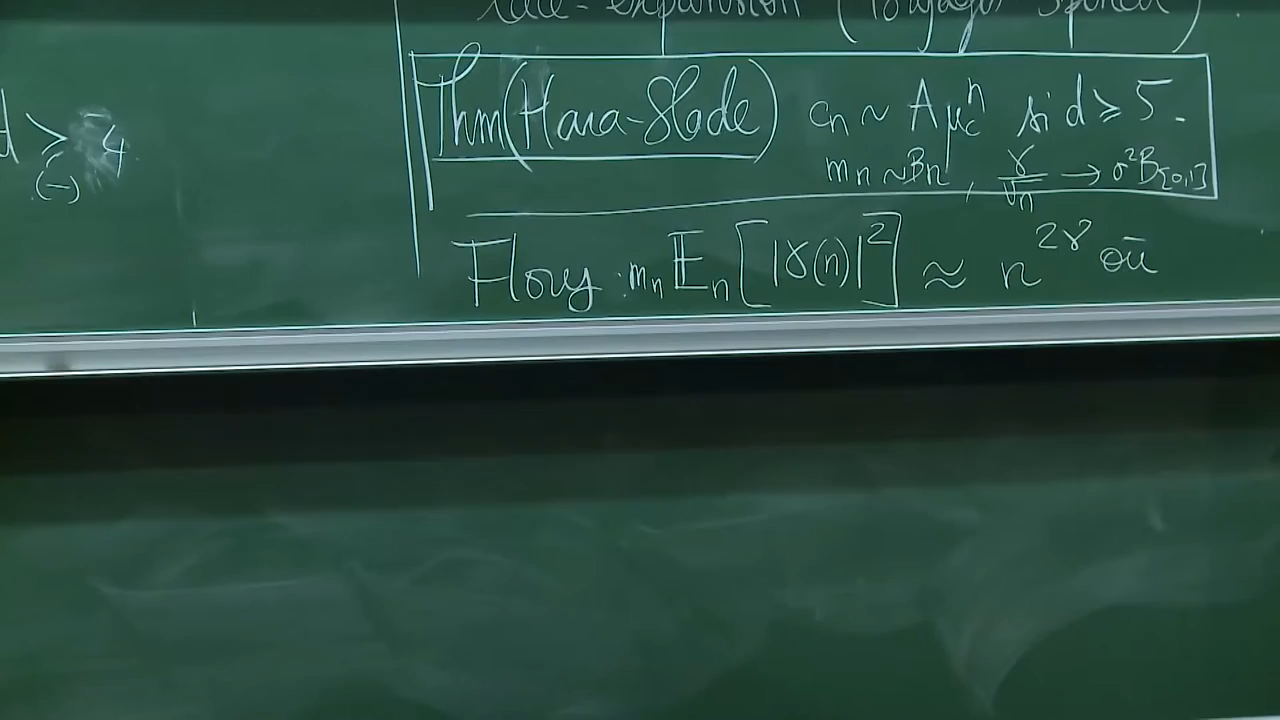 lace-expansion (Brydges Spencer)
Thm (Hara-Slade) cₙ ~ A μ_cⁿ si d ≥ 5.
mₙ ~ Bn, γ/√n → σ²B_[0,1]
d ≥ 4
(-)
Flory mₙ 𝔼ₙ[|γ(n)|²] ≈ n^{2γ} où